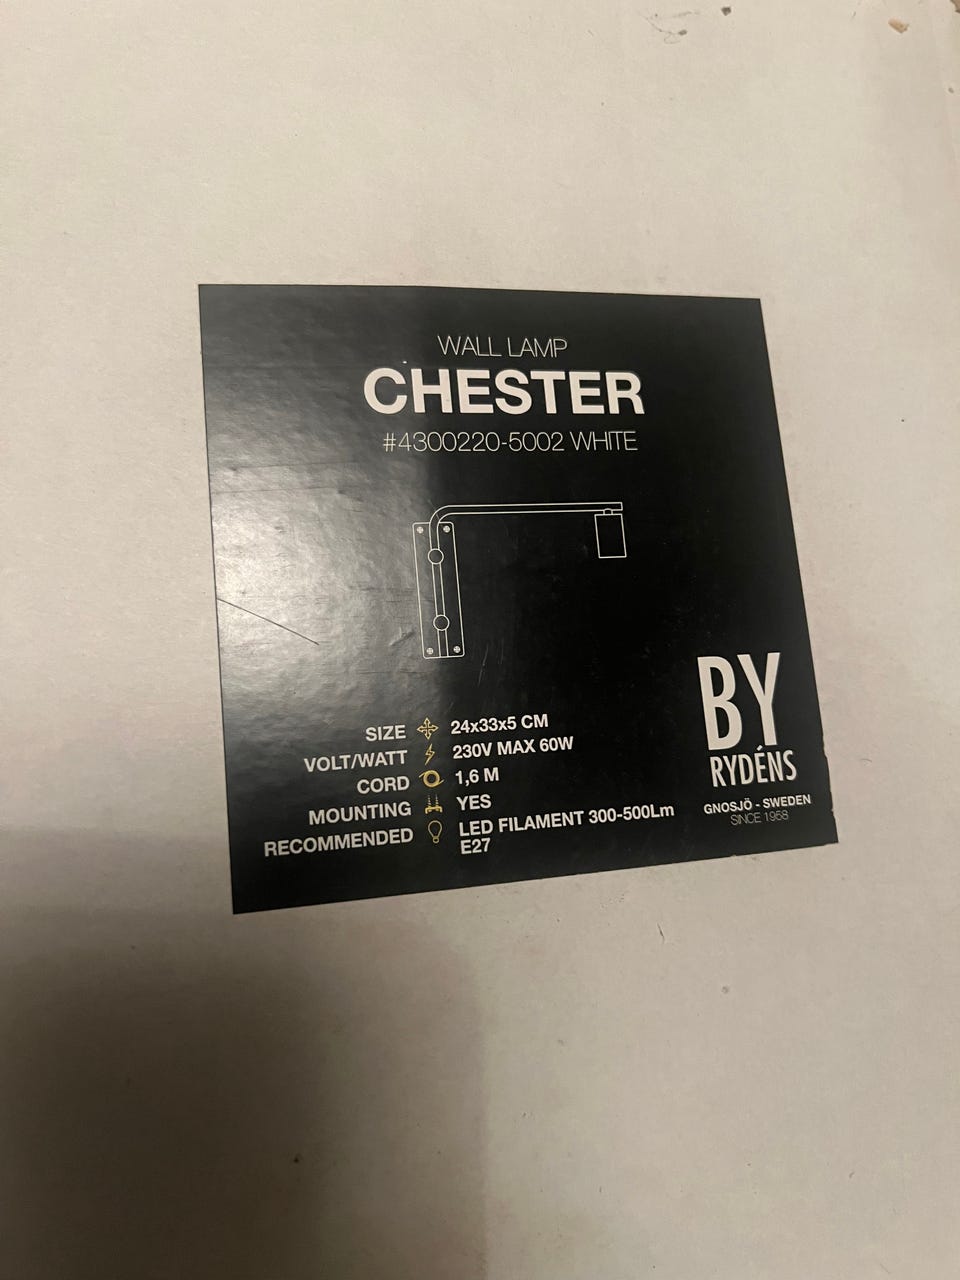 WALL LAMP
CHESTER
#4300220-5002 WHITE
SIZE 24x33x5 CM
VOLT/WATT 230V MAX 60W
CORD 1,6 M
MOUNTING YES
RECOMMENDED LED FILAMENT 300-500Lm
E27
BY
RYDÉNS
GNOSJÖ - SWEDEN
SINCE 1958